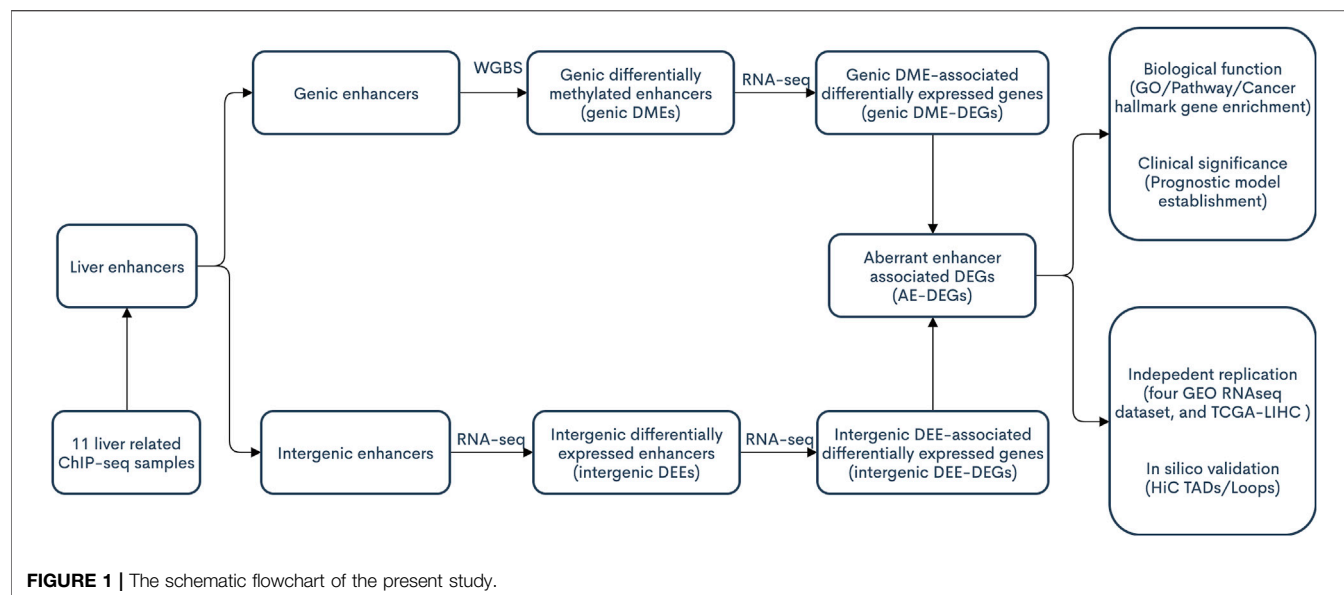 Genic enhancers
WGBS
Genic differentially
methylated enhancers
(genic DMEs)
RNA-seq
Genic DME-associated
differentially expressed genes
(genic DME-DEGs)
Biological function
(GO/Pathway/Cancer
hallmark gene enrichment)
Clinical significance
(Prognostic model
establishment)
Liver enhancers
Aberrant enhancer
associated DEGs
(AE-DEGs)
11 liver related
ChIP-seq samples
Intergenic enhancers
RNA-seq
Intergenic differentially
expressed enhancers
(intergenic DEEs)
RNA-seq
Intergenic DEE-associated
differentially expressed genes
(intergenic DEE-DEGs)
Indepedent replication
(four GEO RNAseq
dataset, and TCGA-LIHC )
In silico validation
(HiC TADs/Loops)
FIGURE 1 | The schematic flowchart of the present study.